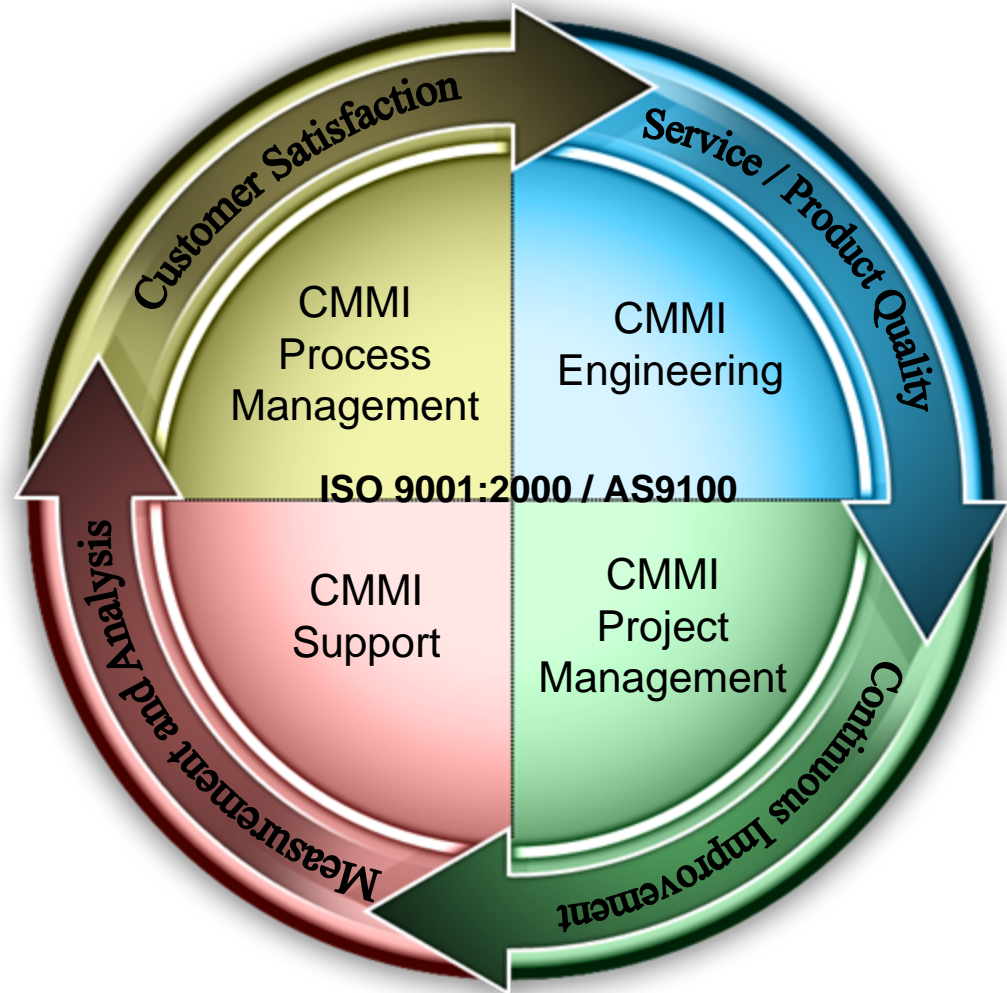 Customer Satisfaction
Service / Product Quality
CMMI
Process
Management
CMMI
Engineering
ISO 9001:2000 / AS9100
CMMI
Support
CMMI
Project
Management
Measurement and Analysis
Continuous Improvement